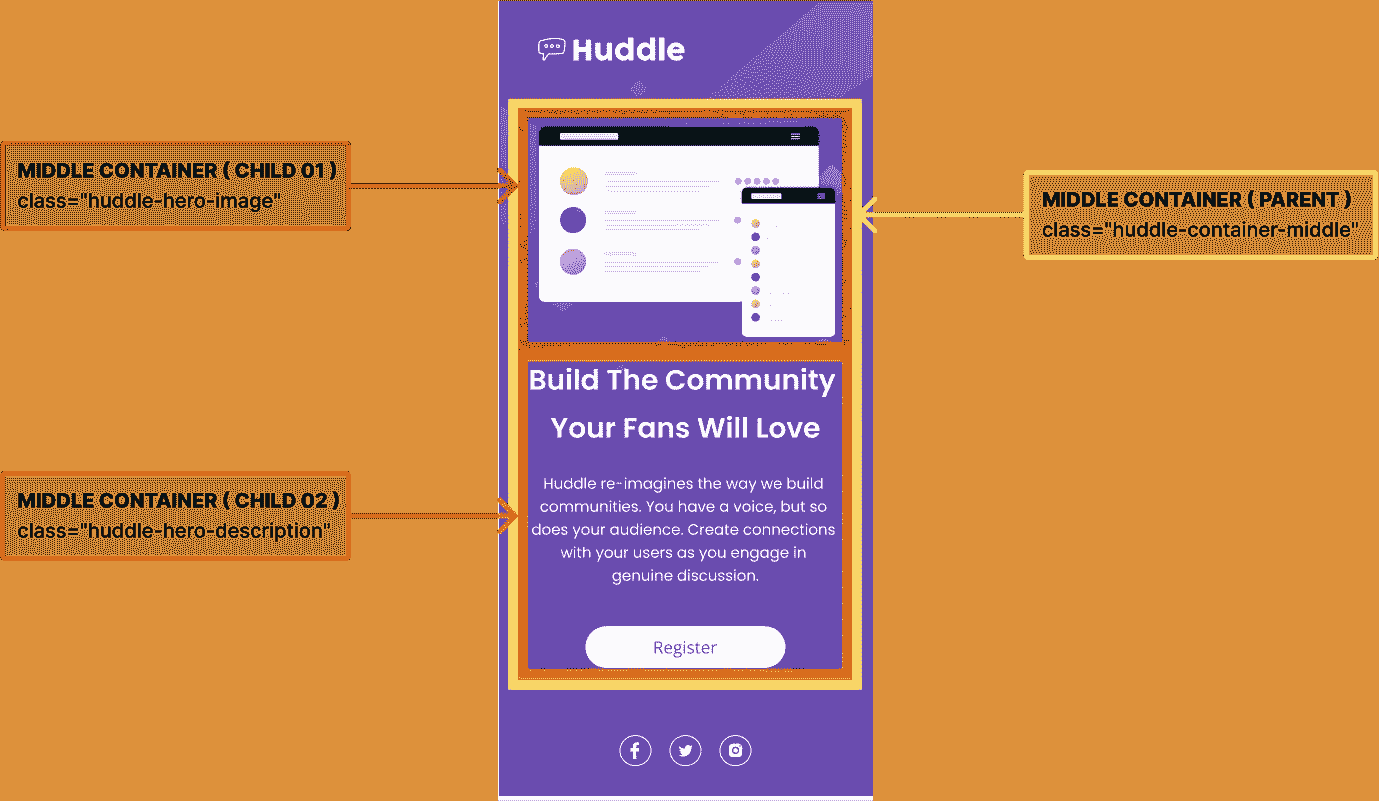 Huddle
MIDDLE CONTAINER ( CHILD 01 )
class="huddle-hero-image"
MIDDLE CONTAINER ( PARENT )
class="huddle-container-middle"
Build The Community
Your Fans Will Love
Huddle re-imagines the way we build
communities. You have a voice, but so
does your audience. Create connections
with your users as you engage in
genuine discussion.
MIDDLE CONTAINER ( CHILD 02 )
class="huddle-hero-description"
Register